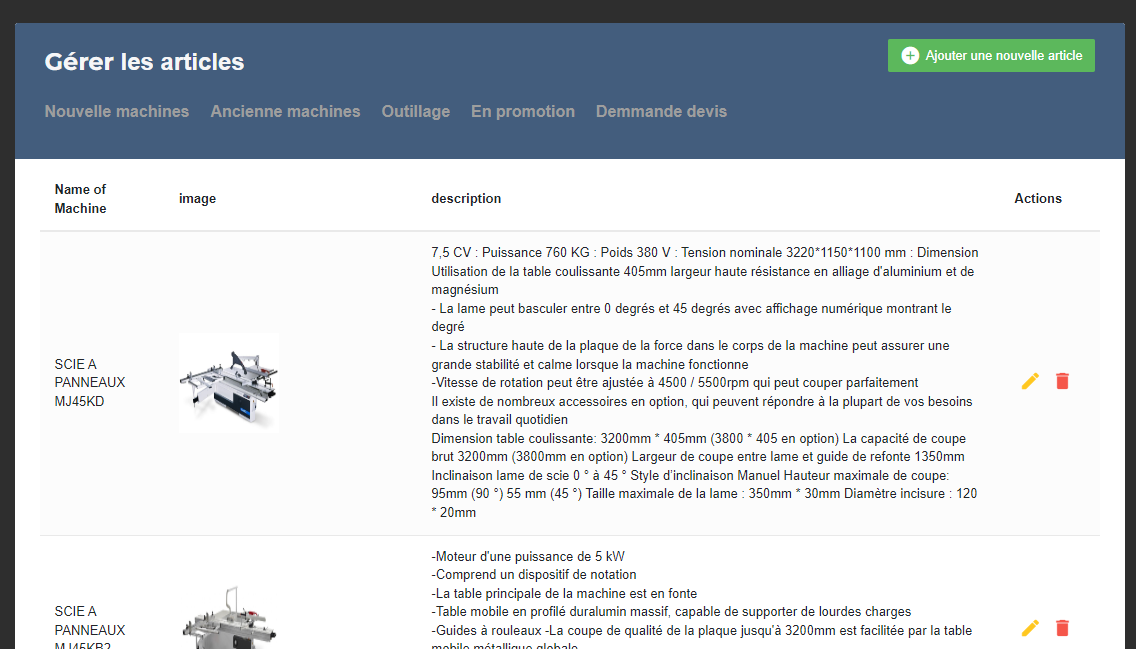 Gérer les articles
Ajouter une nouvelle article
Nouvelle machines Ancienne machines Outillage En promotion Demmande devis
Name of
Machine
image
description
Actions
SCIE A
PANNEAUX
MJ45KD
7,5 CV : Puissance 760 KG : Poids 380 V : Tension nominale 3220*1150*1100 mm : Dimension
Utilisation de la table coulissante 405mm largeur haute résistance en alliage d'aluminium et de
magnésium
- La lame peut basculer entre 0 degrés et 45 degrés avec affichage numérique montrant le
degré
- La structure haute de la plaque de la force dans le corps de la machine peut assurer une
grande stabilité et calme lorsque la machine fonctionne
-Vitesse de rotation peut être ajustée à 4500 / 5500rpm qui peut couper parfaitement
Il existe de nombreux accessoires en option, qui peuvent répondre à la plupart de vos besoins
dans le travail quotidien
Dimension table coulissante: 3200mm * 405mm (3800 * 405 en option) La capacité de coupe
brut 3200mm (3800mm en option) Largeur de coupe entre lame et guide de refonte 1350mm
Inclinaison lame de scie 0 ° à 45 ° Style d'inclinaison Manuel Hauteur maximale de coupe:
95mm (90 °) 55 mm (45 °) Taille maximale de la lame : 350mm * 30mm Diamètre incisure : 120
* 20mm
SCIE A
PANNEAUX
MJ45KB2
-Moteur d'une puissance de 5 kW
-Comprend un dispositif de notation
-La table principale de la machine est en fonte
-Table mobile en profilé duralumin massif, capable de supporter de lourdes charges
-Guides à rouleaux -La coupe de qualité de la plaque jusqu'à 3200mm est facilitée par la table
mobile métallique globale